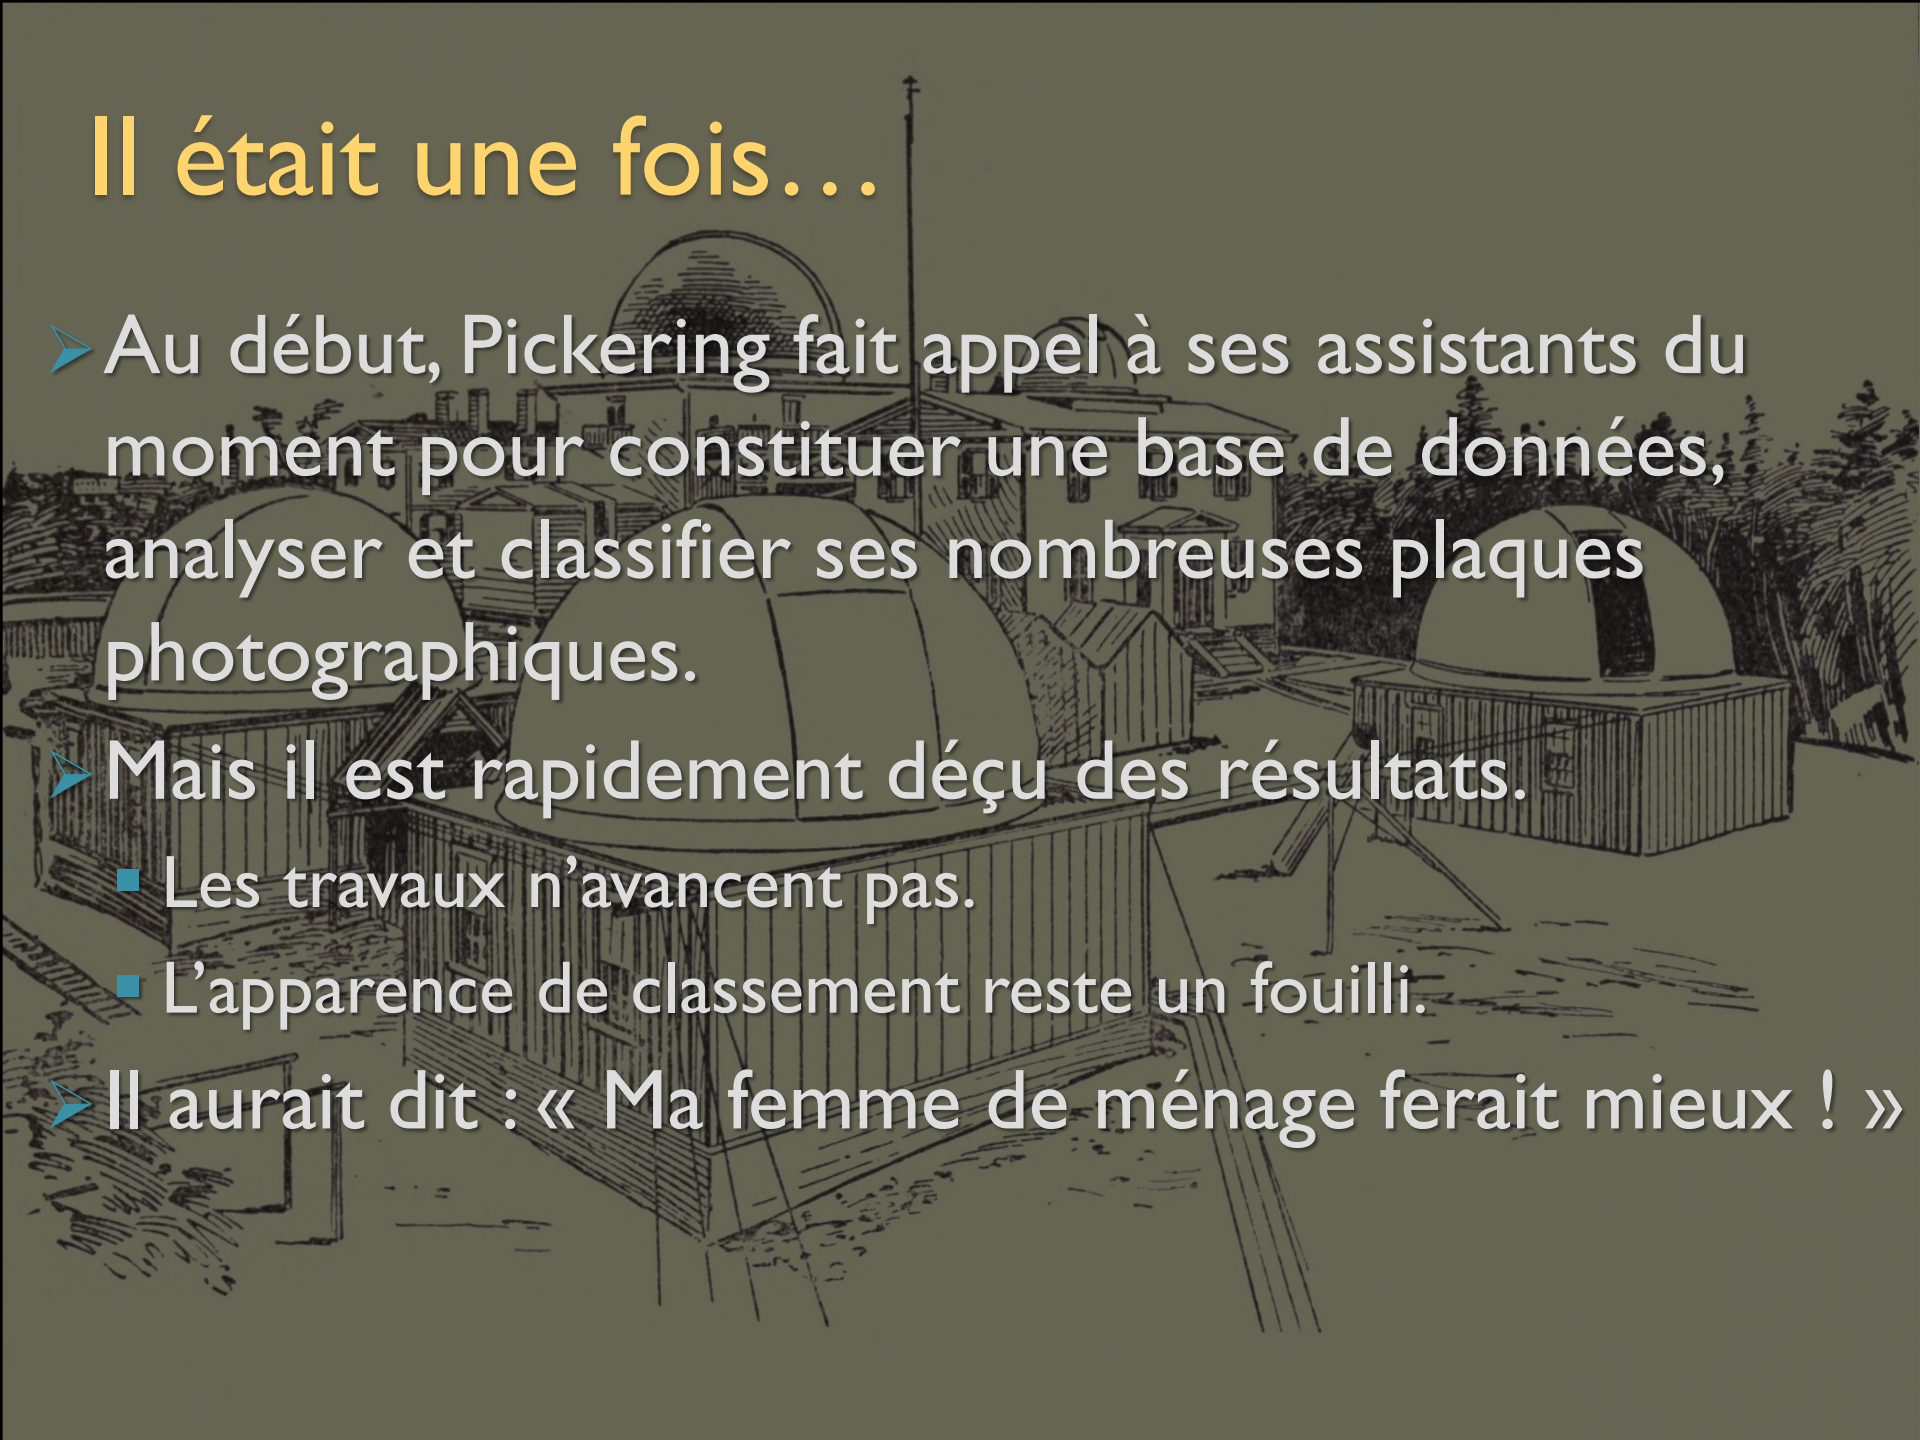 Il était une fois…
Au début, Pickering fait appel à ses assistants du
moment pour constituer une base de données,
analyser et classifier ses nombreuses plaques
photographiques.
Mais il est rapidement déçu des résultats.
Les travaux n’avancent pas.
L’apparence de classement reste un fouilli.
Il aurait dit : « Ma femme de ménage ferait mieux ! »